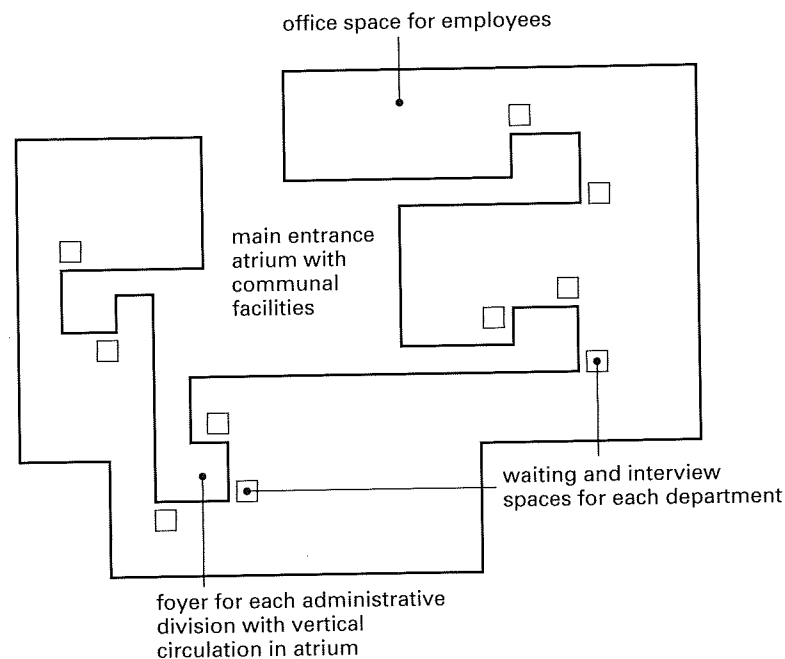 office space for employees
main entrance
atrium with
communal
facilities
waiting and interview
spaces for each department
foyer for each administrative
division with vertical
circulation in atrium